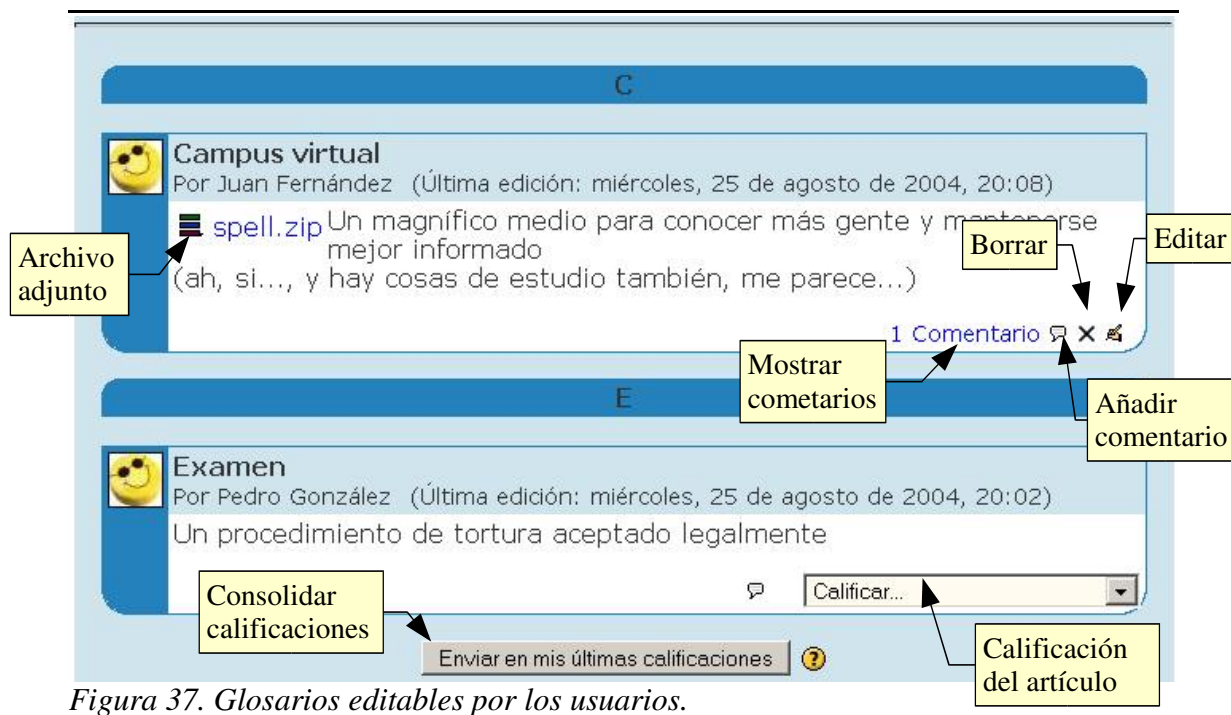 C
Campus virtual
Por Juan Fernández (Última edición: miércoles, 25 de agosto de 2004, 20:08)
spell.zip Un magnífico medio para conocer más gente y mantenerse
mejor informado
(ah, si..., y hay cosas de estudio también, me parece...)
Archivo
adjunto
Borrar
Editar
1 Comentario
Mostrar
cometarios
Añadir
comentario
E
Examen
Por Pedro González (Última edición: miércoles, 25 de agosto de 2004, 20:02)
Un procedimiento de tortura aceptado legalmente
Calificar...
Consolidar
calificaciones
Enviar en mis últimas calificaciones
?
Calificación
del artículo
Figura 37. Glosarios editables por los usuarios.